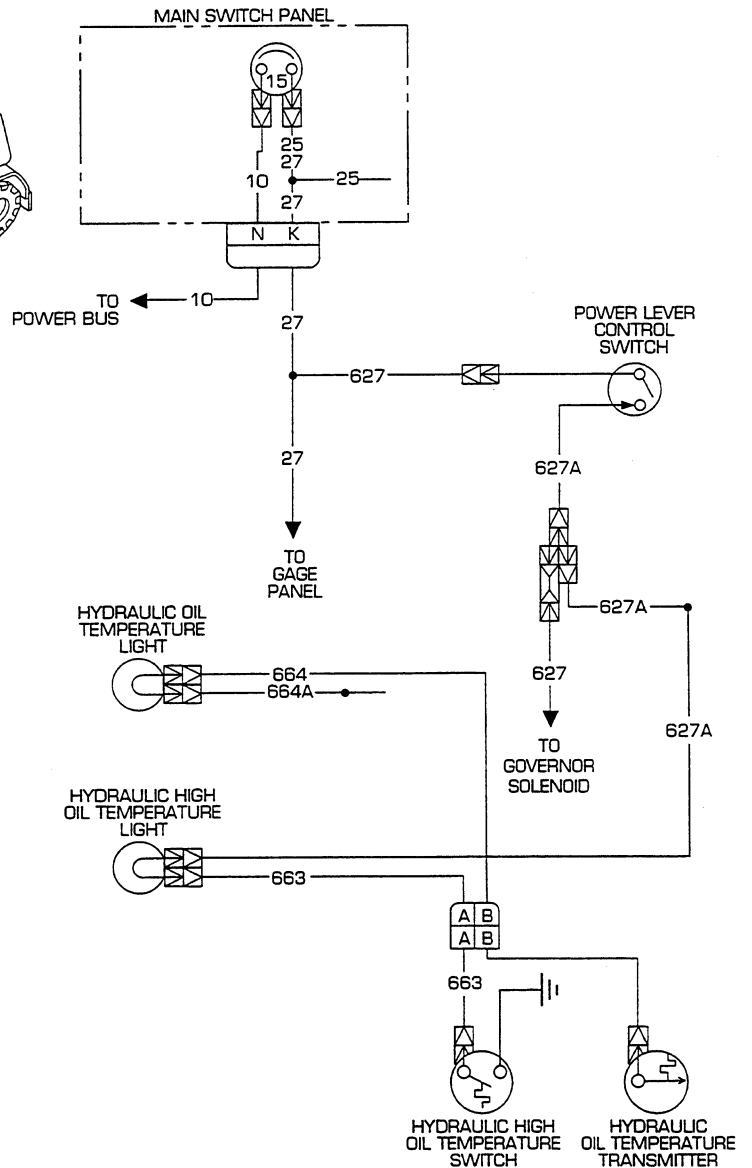 MAIN SWITCH PANEL
15
25
27
10
25
27
N K
TO
POWER BUS
10
27
POWER LEVER
CONTROL
SWITCH
627
27
627A
TO
GAGE
PANEL
627A
HYDRAULIC OIL
TEMPERATURE
LIGHT
664
664A
627
627A
TO
GOVERNOR
SOLENOID
HYDRAULIC HIGH
OIL TEMPERATURE
LIGHT
663
A B
A B
663
HYDRAULIC HIGH
OIL TEMPERATURE
SWITCH
HYDRAULIC
OIL TEMPERATURE
TRANSMITTER